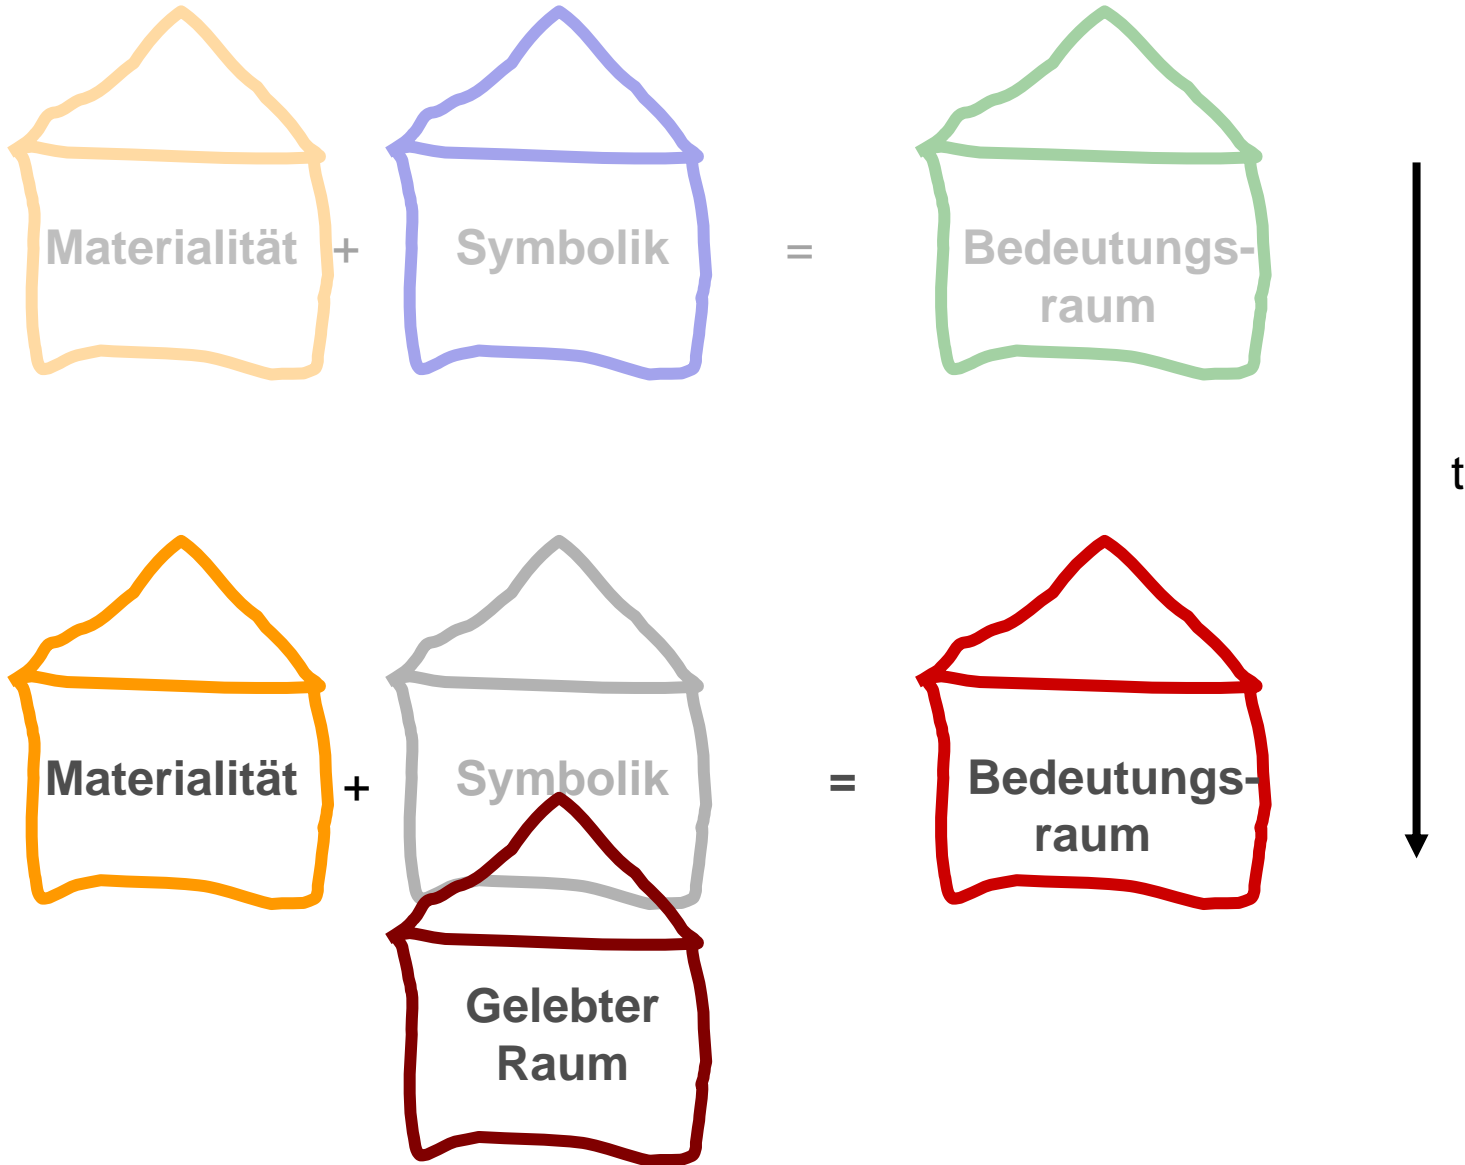 Materialität + Symbolik = Bedeutungs-
raum
t
Materialität + Symbolik = Bedeutungs-
raum
Gelebter
Raum